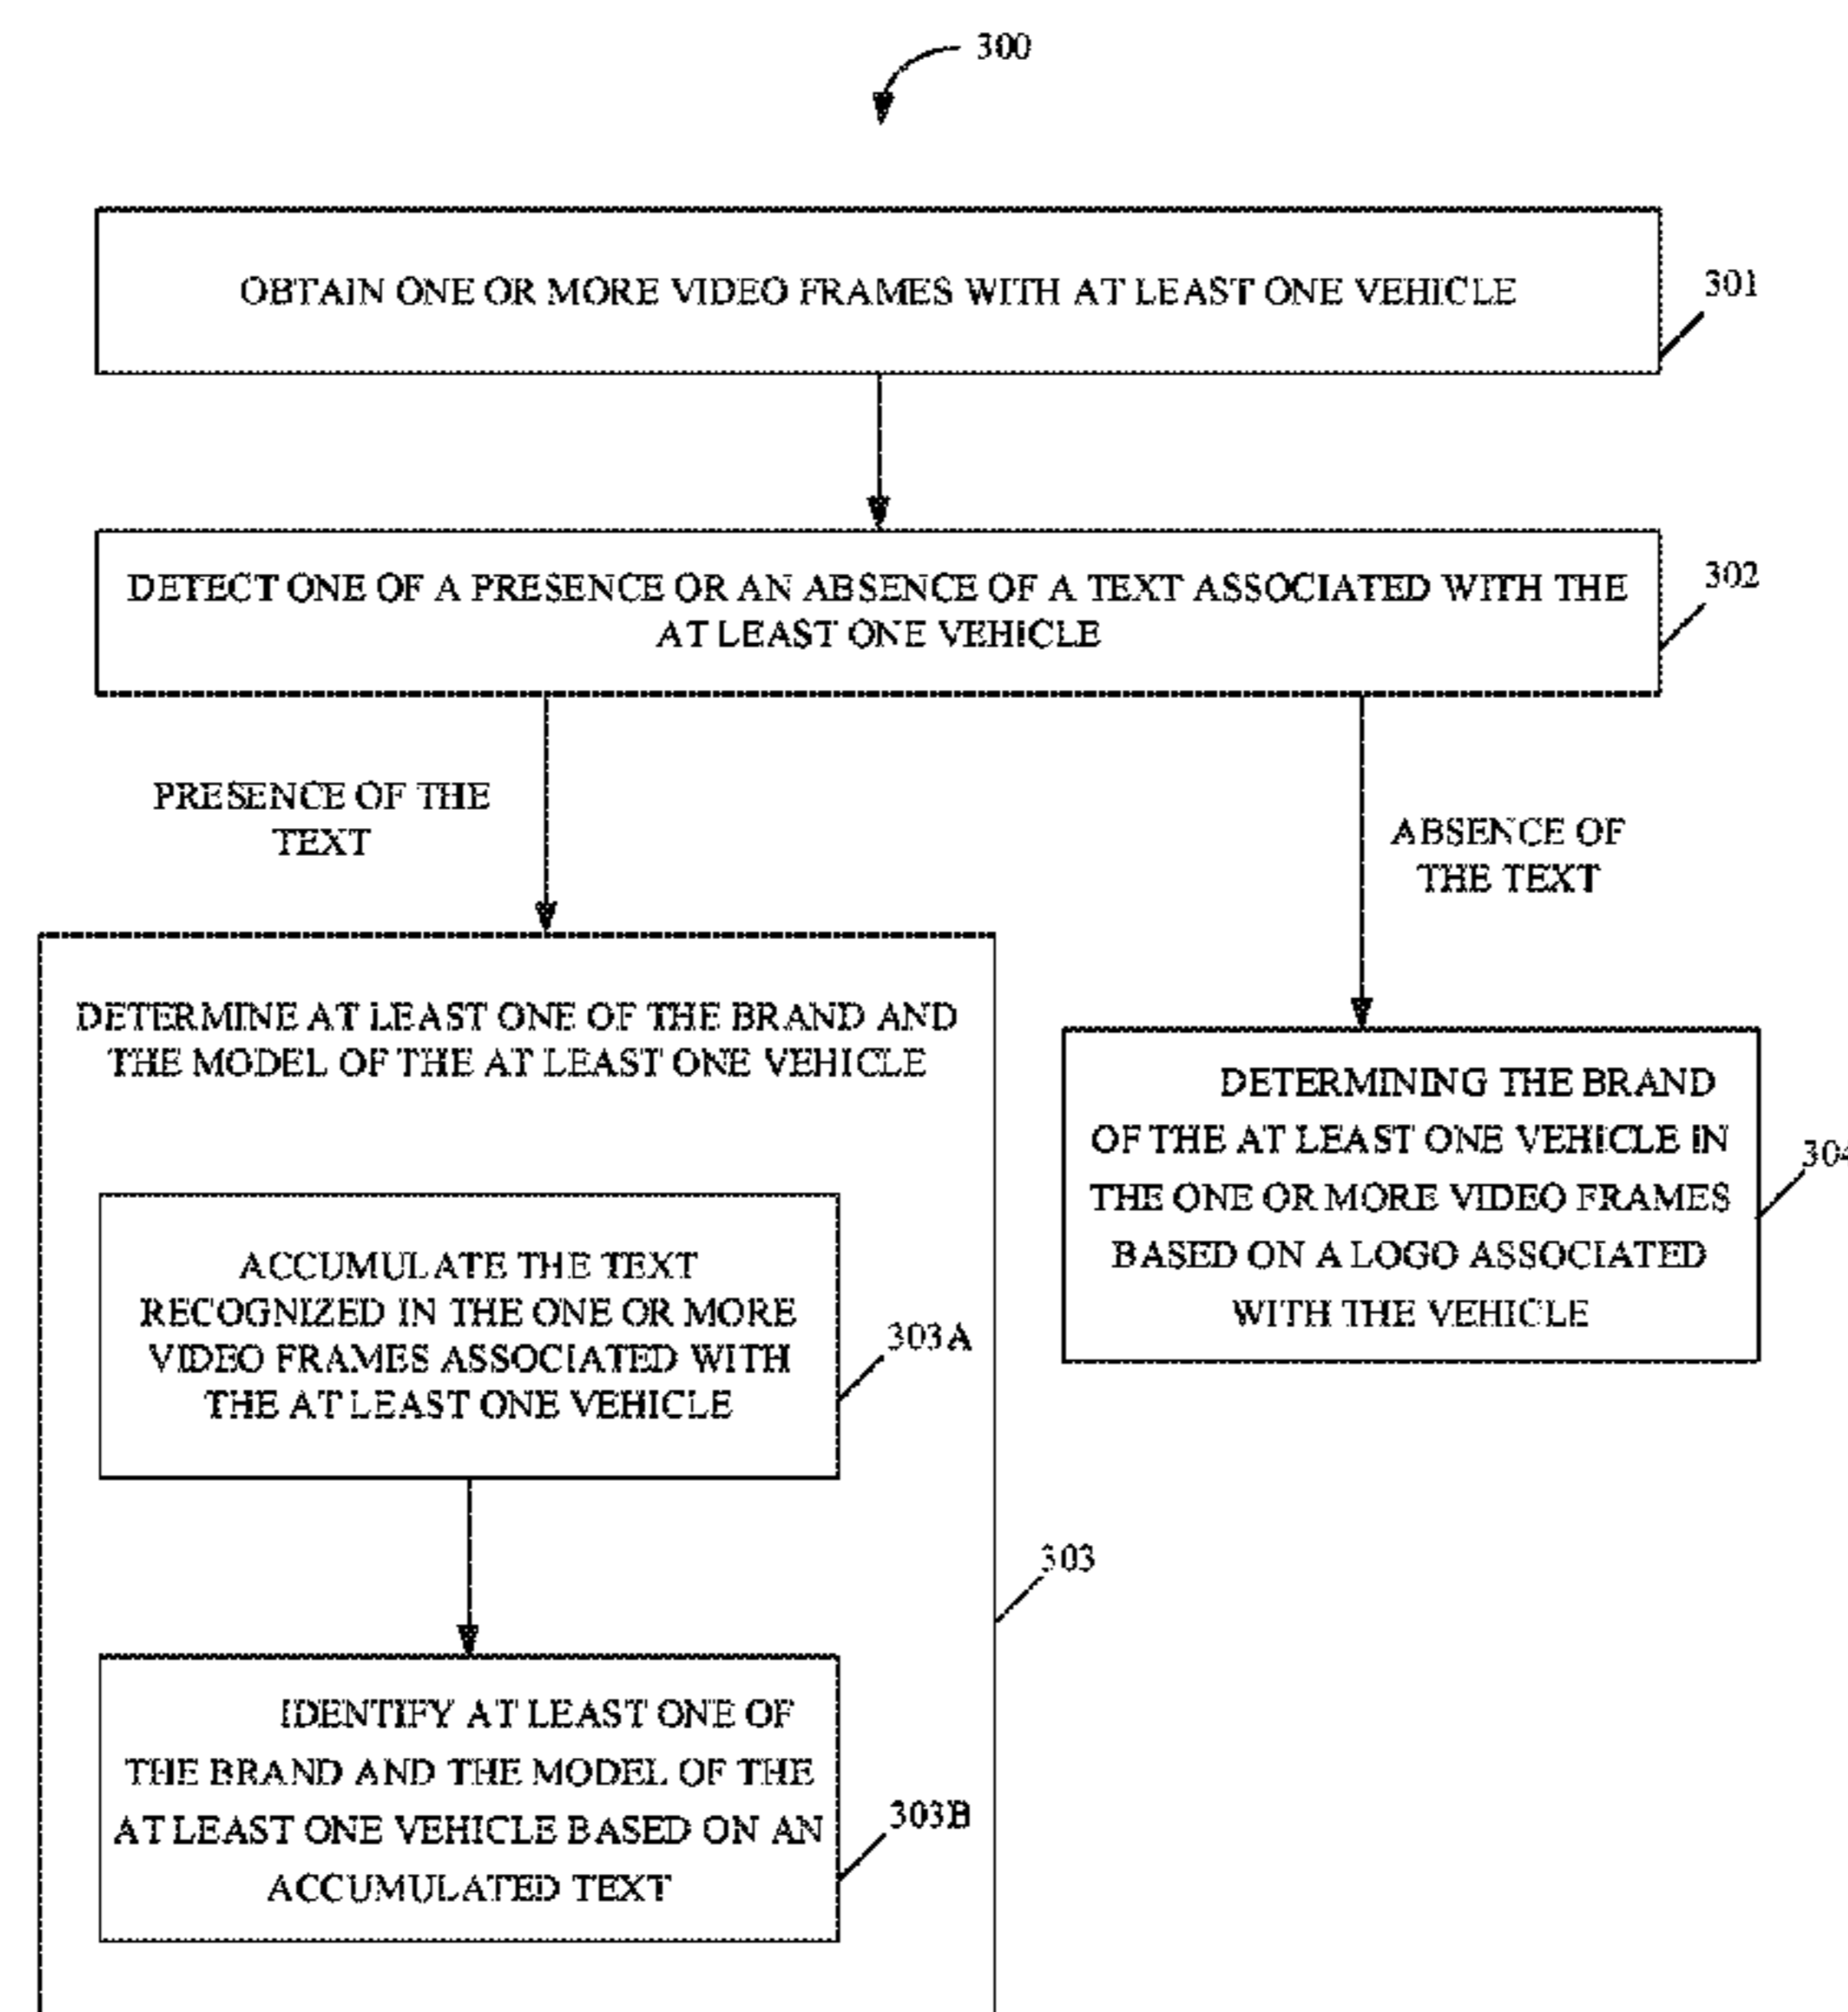 300
OBTAIN ONE OR MORE VIDEO FRAMES WITH AT LEAST ONE VEHICLE
301
DETECT ONE OF A PRESENCE OR AN ABSENCE OF A TEXT ASSOCIATED WITH THE
AT LEAST ONE VEHICLE
302
PRESENCE OF THE
TEXT
ABSENCE OF
THE TEXT
DETERMINE AT LEAST ONE OF THE BRAND AND
THE MODEL OF THE AT LEAST ONE VEHICLE
DETERMINING THE BRAND
OF THE AT LEAST ONE VEHICLE IN
THE ONE OR MORE VIDEO FRAMES
BASED ON A LOGO ASSOCIATED
WITH THE VEHICLE
304
ACCUMULATE THE TEXT
RECOGNIZED IN THE ONE OR MORE
VIDEO FRAMES ASSOCIATED WITH
THE AT LEAST ONE VEHICLE
303A
303
IDENTIFY AT LEAST ONE OF
THE BRAND AND THE MODEL OF THE
AT LEAST ONE VEHICLE BASED ON AN
ACCUMULATED TEXT
303B